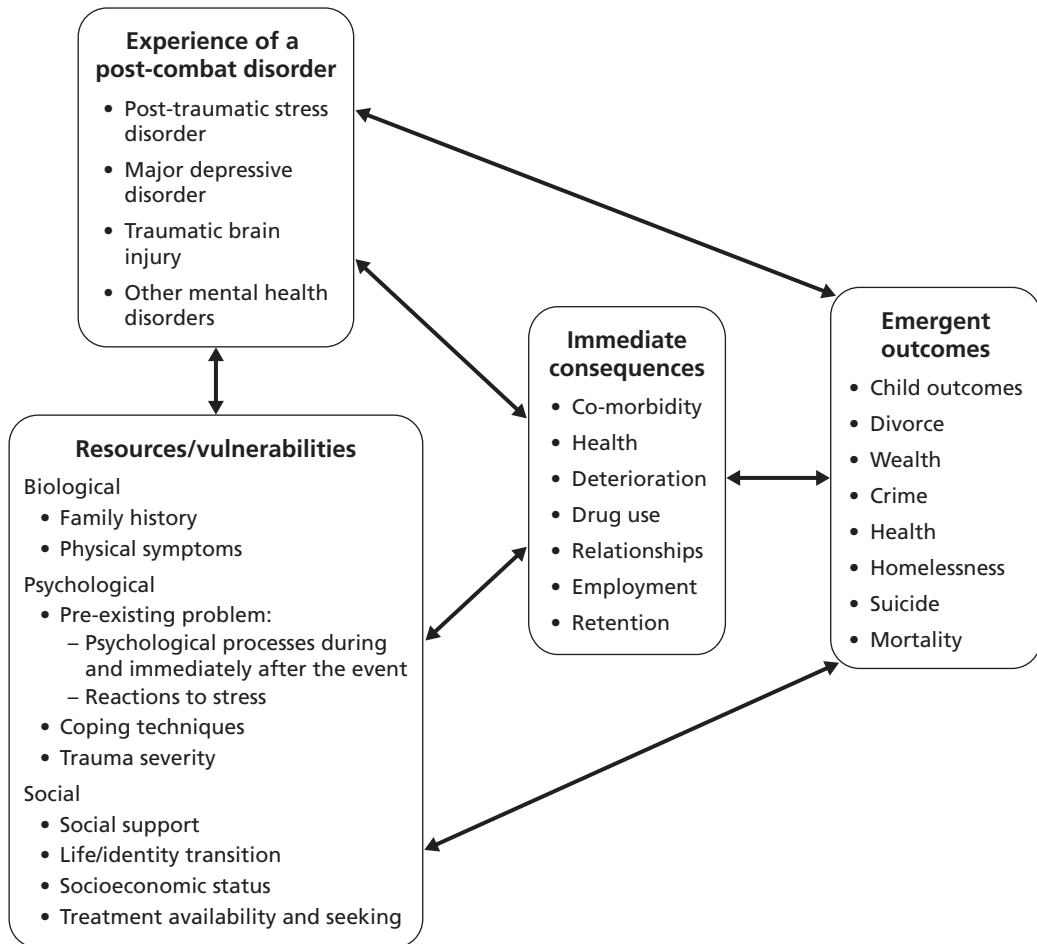 Experience of a
post-combat disorder
• Post-traumatic stress
disorder
• Major depressive
disorder
• Traumatic brain
injury
• Other mental health
disorders
Resources/vulnerabilities
Biological
• Family history
• Physical symptoms
Psychological
• Pre-existing problem:
– Psychological processes during
and immediately after the event
– Reactions to stress
• Coping techniques
• Trauma severity
Social
• Social support
• Life/identity transition
• Socioeconomic status
• Treatment availability and seeking
Immediate
consequences
• Co-morbidity
• Health
• Deterioration
• Drug use
• Relationships
• Employment
• Retention
Emergent
outcomes
• Child outcomes
• Divorce
• Wealth
• Crime
• Health
• Homelessness
• Suicide
• Mortality